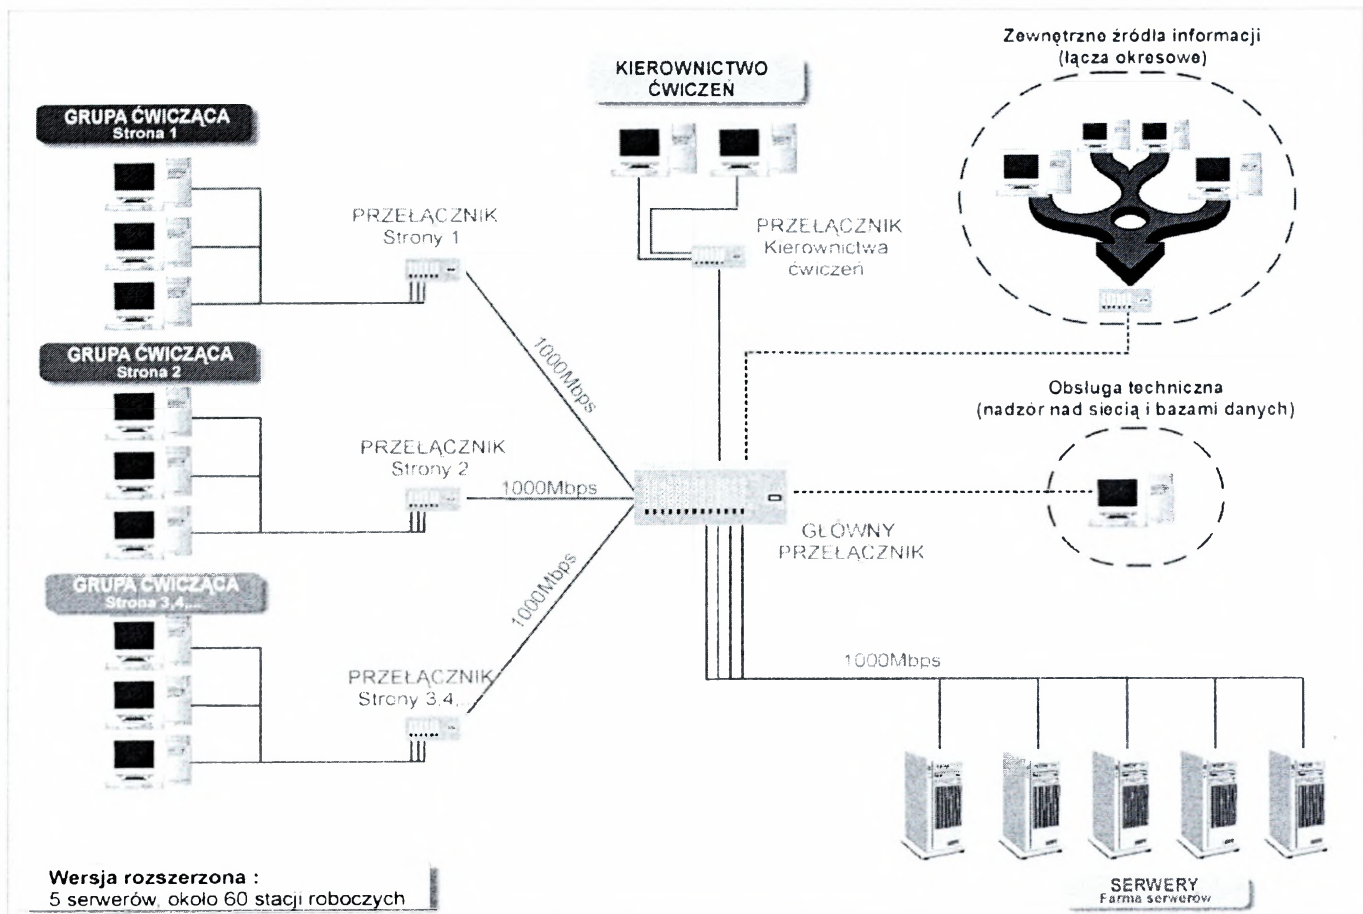 Zewnętrzne źródła informacji
(łącza okresowe)
KIEROWNICTWO
ĆWICZEŃ
GRUPA ĆWICZĄCA
Strona 1
PRZEŁĄCZNIK
Strony 1
PRZEŁĄCZNIK
Kierownictwa
ćwiczeń
1000Mbps
GRUPA ĆWICZĄCA
Strona 2
Obsługa techniczna
(nadzór nad siecią i bazami danych)
PRZEŁĄCZNIK
Strony 2
1000Mbps
GŁÓWNY
PRZEŁĄCZNIK
GRUPA ĆWICZĄCA
Strona 3,4,...
1000Mbps
PRZEŁĄCZNIK
Strony 3,4,...
1000Mbps
Wersja rozszerzona :
5 serwerów, około 60 stacji roboczych
SERWERY
Farma serwerów